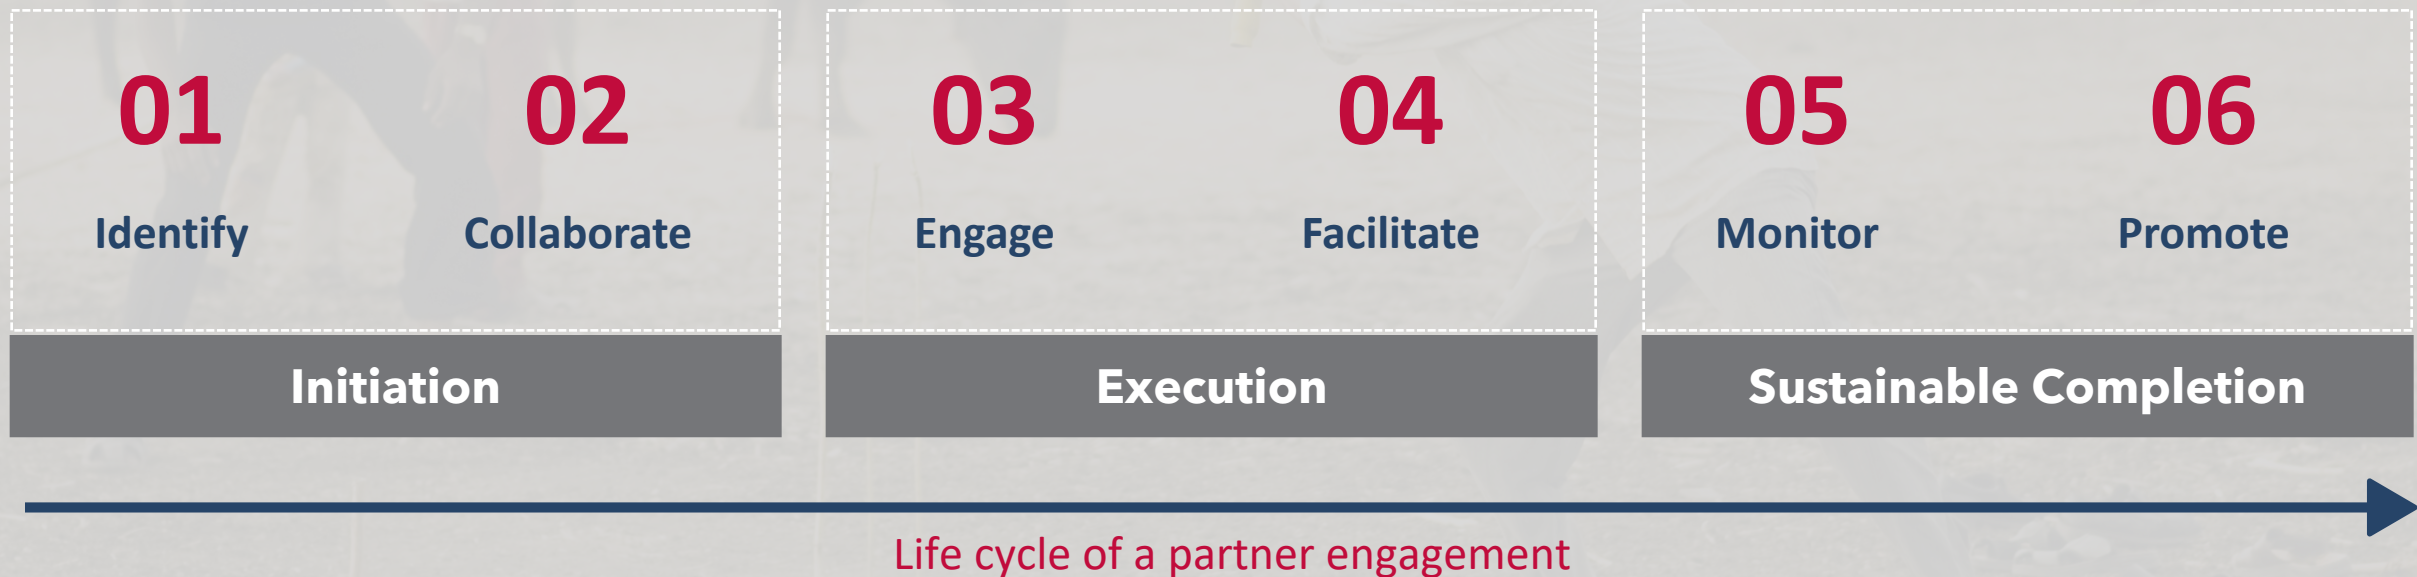 01 02 03 04 05 06
Identify Collaborate Engage Facilitate Monitor Promote
Initiation Execution Sustainable Completion
Life cycle of a partner engagement